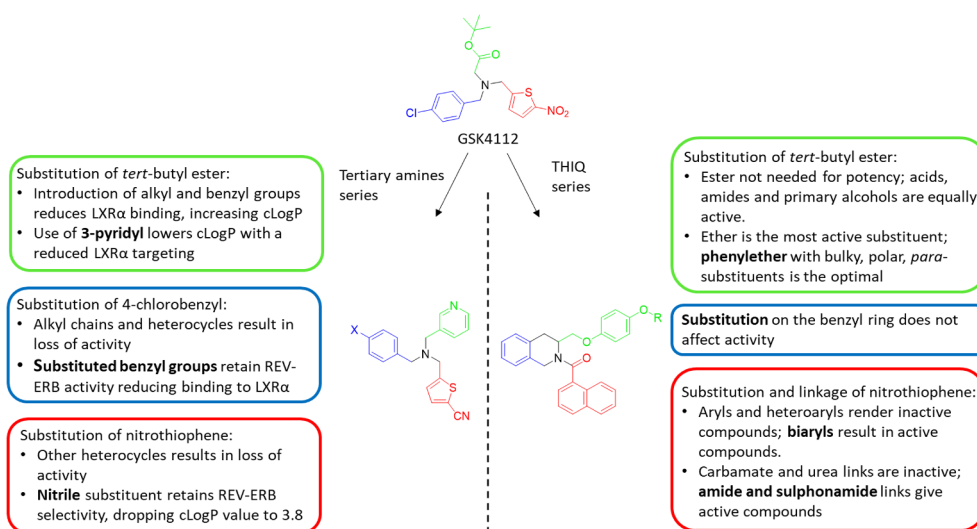 O
O
N
S
NO₂
Cl
GSK4112
Tertiary amines
series
THIQ
series
Substitution of tert-butyl ester:
• Introduction of alkyl and benzyl groups
reduces LXRα binding, increasing cLogP
• Use of 3-pyridyl lowers cLogP with a
reduced LXRα targeting
Substitution of 4-chlorobenzyl:
• Alkyl chains and heterocycles result in
loss of activity
• Substituted benzyl groups retain REV-
ERB activity reducing binding to LXRα
Substitution of nitrothiophene:
• Other heterocycles results in loss of
activity
• Nitrile substituent retains REV-ERB
selectivity, dropping cLogP value to 3.8
N
X
N
S
CN
O
R
O
N
O
Substitution of tert-butyl ester:
• Ester not needed for potency; acids,
amides and primary alcohols are equally
active.
• Ether is the most active substituent;
phenylether with bulky, polar, para-
substituents is the optimal
Substitution on the benzyl ring does not
affect activity
Substitution and linkage of nitrothiophene:
• Aryls and heteroaryls render inactive
compounds; biaryls result in active
compounds.
• Carbamate and urea links are inactive;
amide and sulphonamide links give
active compounds